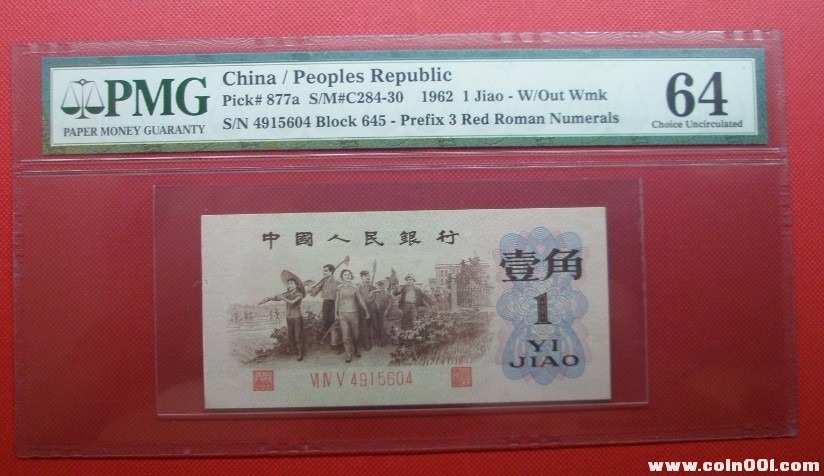 PMG
PAPER MONEY GUARANTY
China / Peoples Republic
Pick# 877a S/M#C284-30 1962 1 Jiao - W/Out Wmk
S/N 4915604 Block 645 - Prefix 3 Red Roman Numerals
64
Choice Uncirculated
中國人民銀行
壹角
1
YI
JIAO
VI IV V 4915604
www.coin001.com